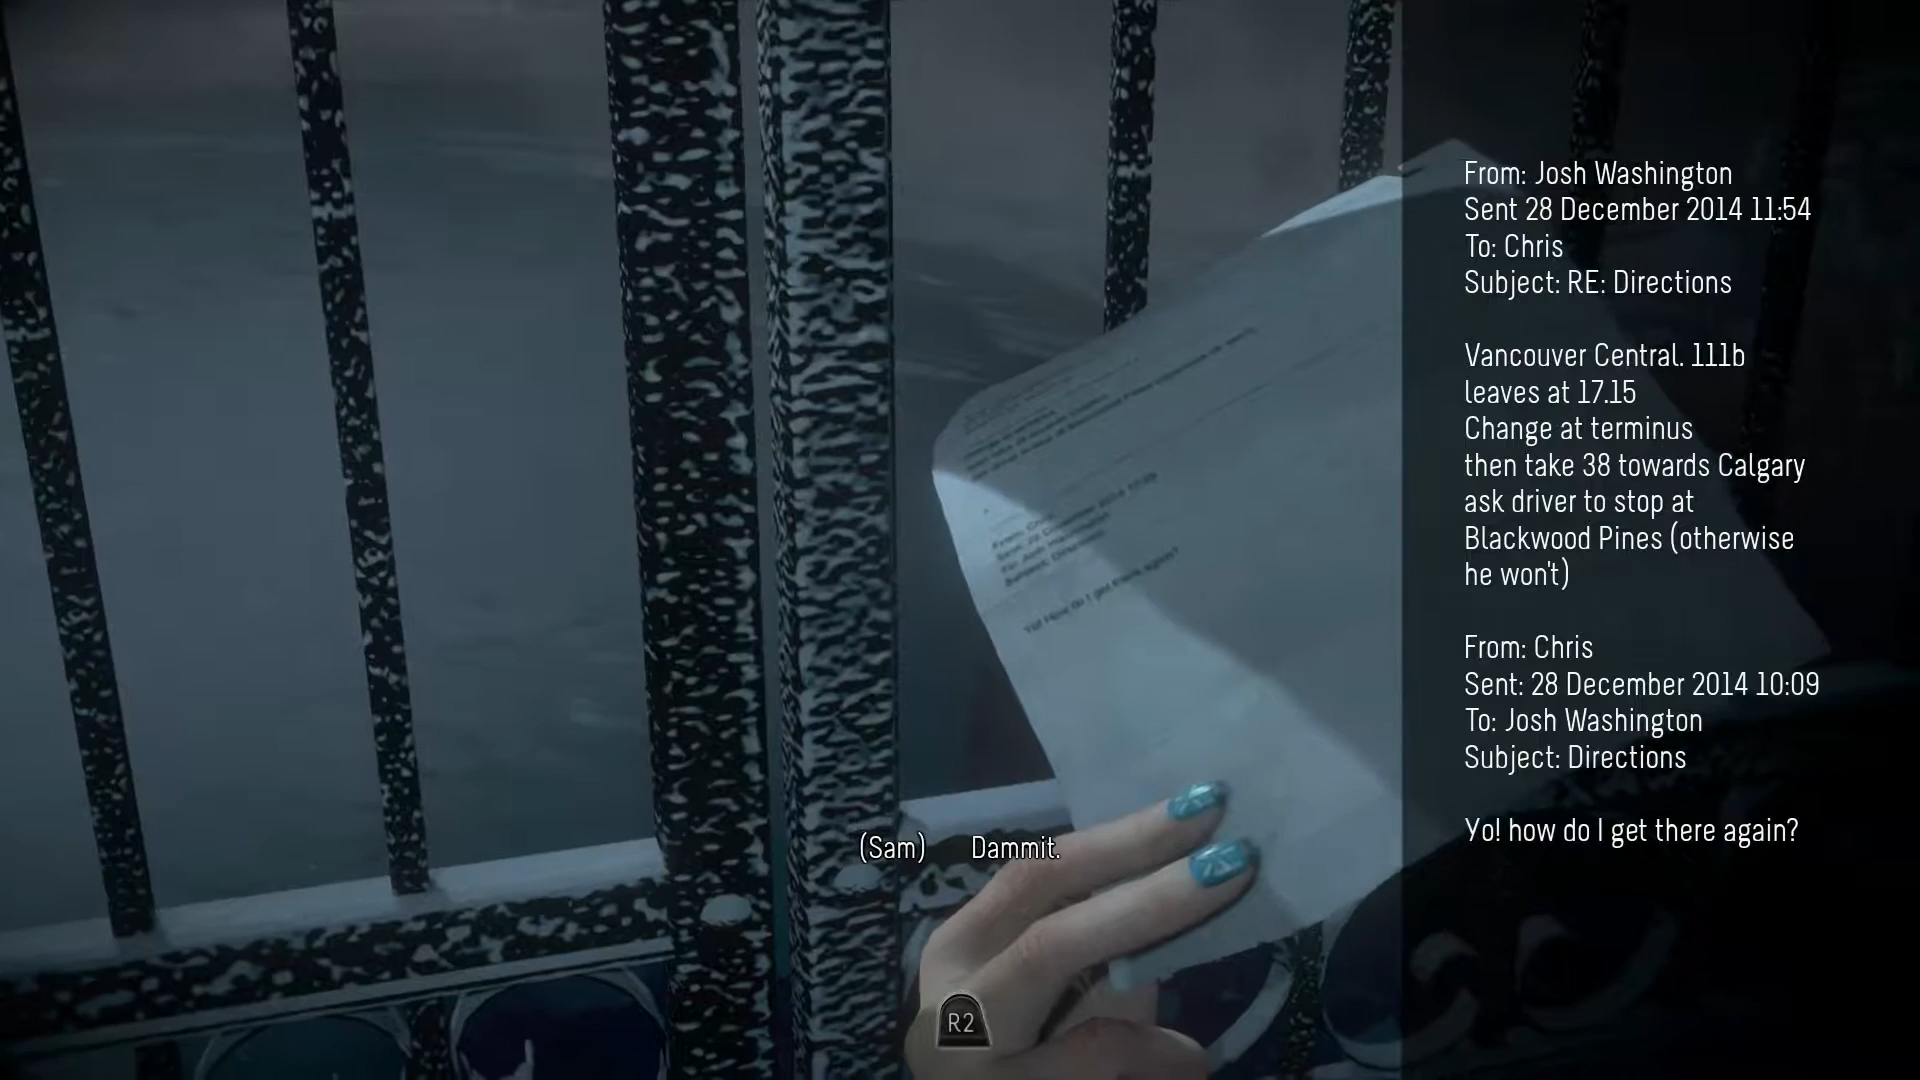 From: Josh Washington
Sent 28 December 2014 11:54
To: Chris
Subject: RE: Directions
Vancouver Central. 111b
leaves at 17.15
Change at terminus
then take 38 towards Calgary
ask driver to stop at
Blackwood Pines (otherwise
he won't)
From: Chris
Sent: 28 December 2014 10:09
To: Josh Washington
Subject: Directions
Yo! how do I get there again?
(Sam) Dammit.
R2